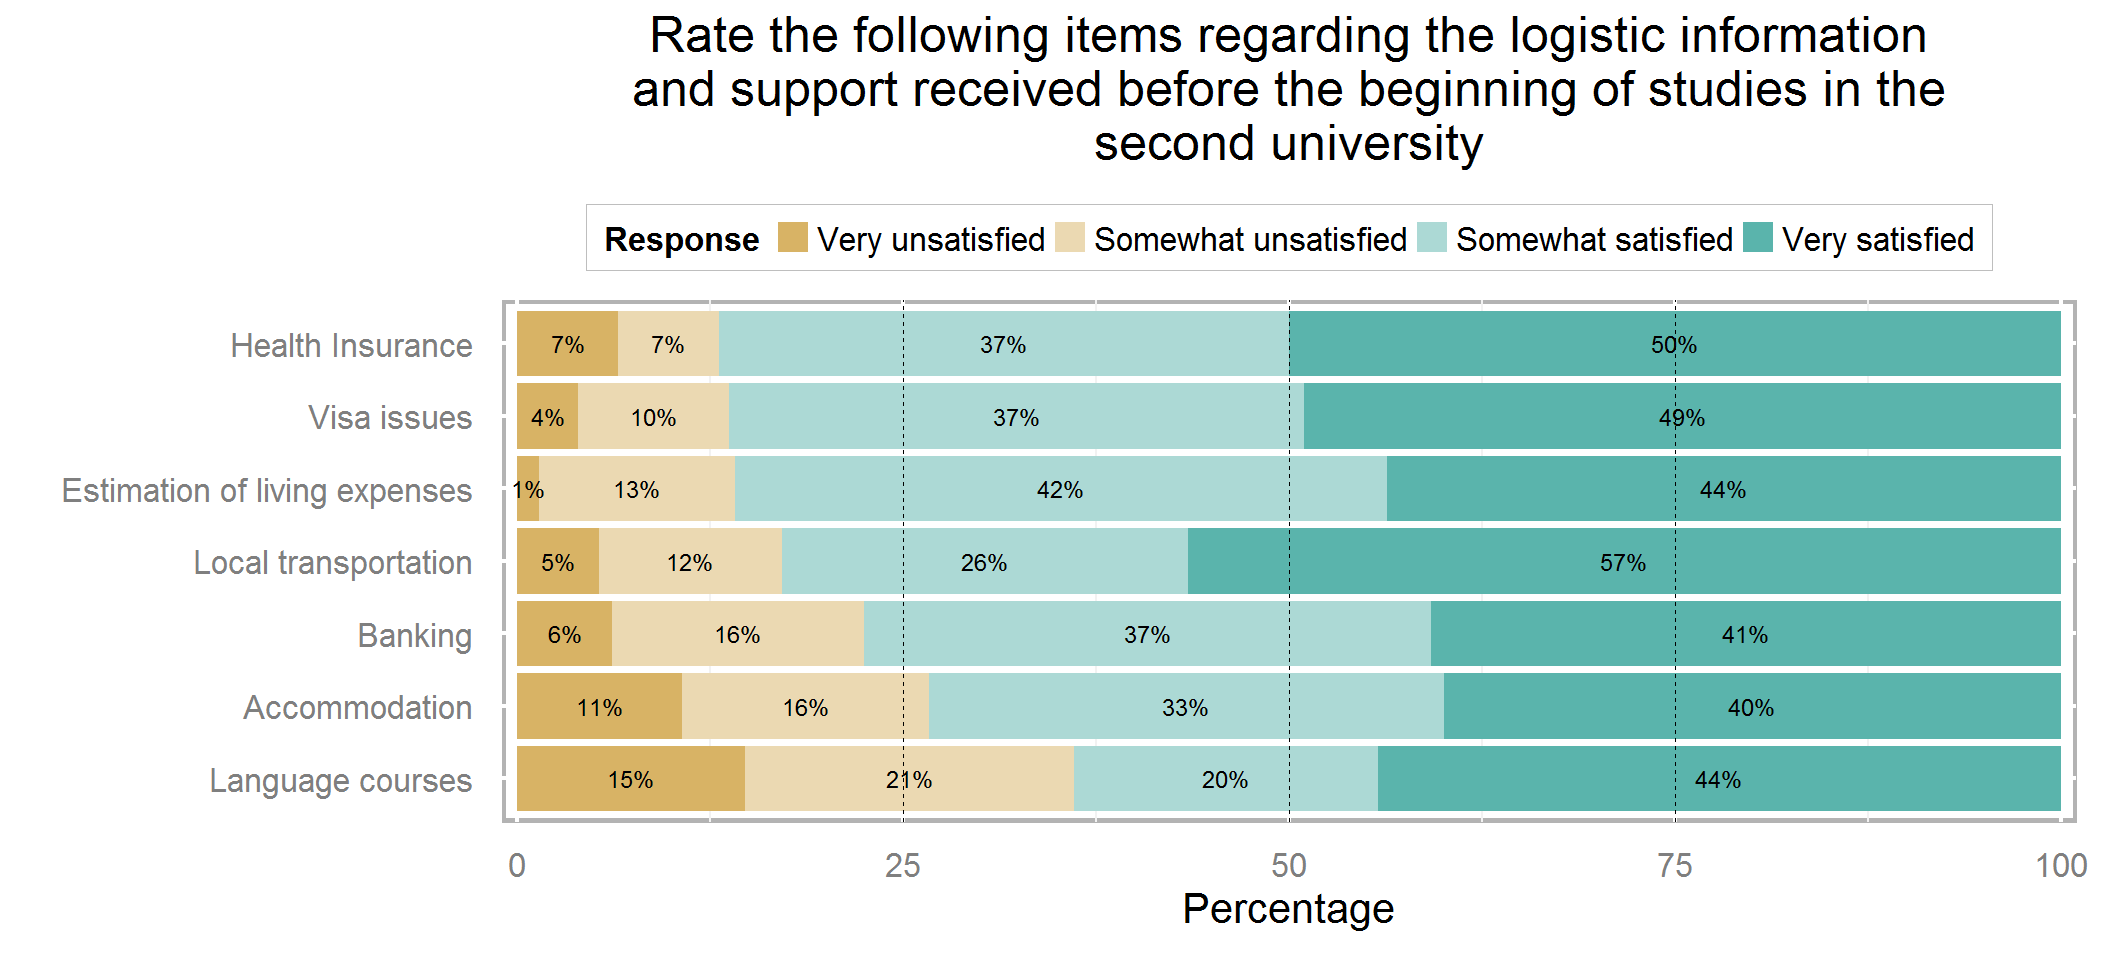 Rate the following items regarding the logistic information
and support received before the beginning of studies in the
second university
Response Very unsatisfied Somewhat unsatisfied Somewhat satisfied Very satisfied
Health Insurance 7% 7% 37% 50%
Visa issues 4% 10% 37% 49%
Estimation of living expenses 1% 13% 42% 44%
Local transportation 5% 12% 26% 57%
Banking 6% 16% 37% 41%
Accommodation 11% 16% 33% 40%
Language courses 15% 21% 20% 44%
0 25 50 75 100
Percentage